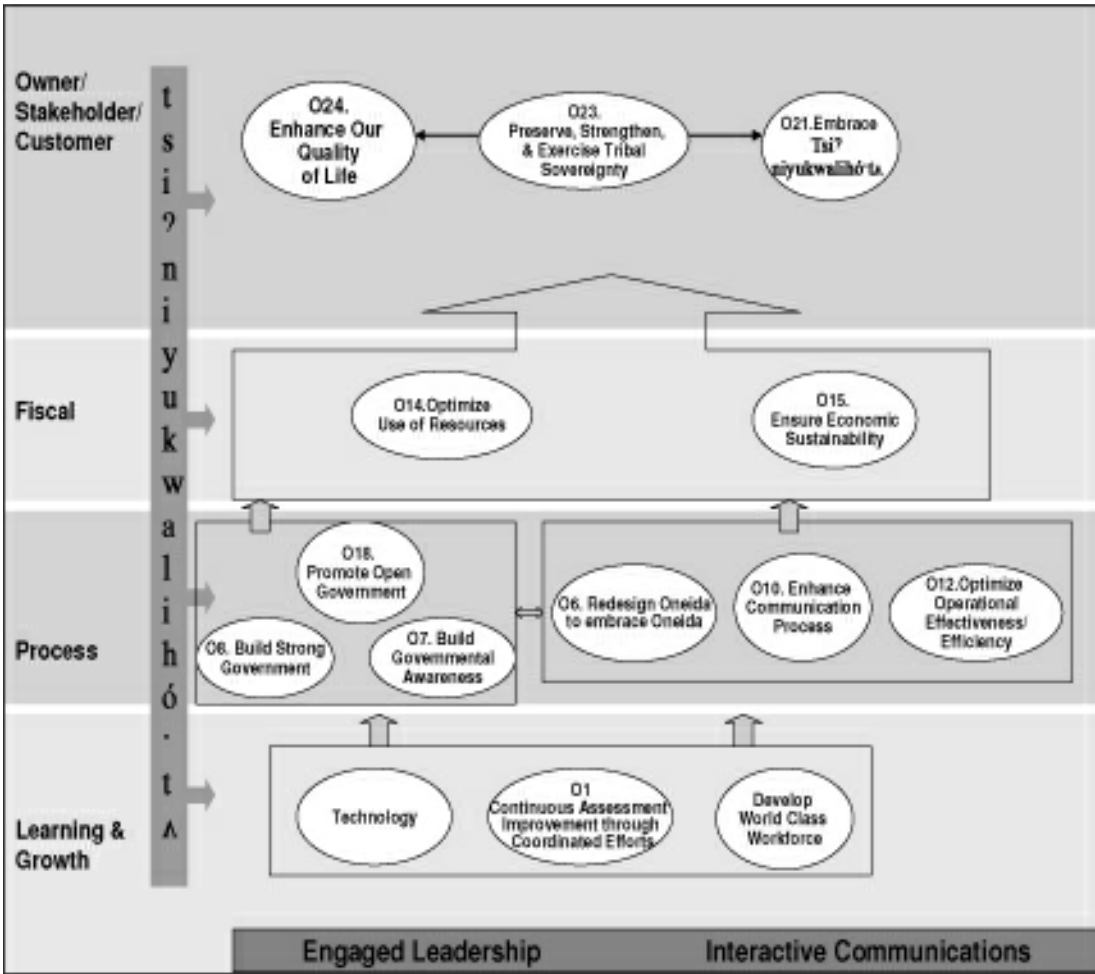 Owner/
Stakeholder/
Customer
tsi?niyukwalihó·tʌ
O24.
Enhance Our
Quality
of Life
O23.
Preserve, Strengthen,
& Exercise Tribal
Sovereignty
O21.Embrace
Tsi?
niyukwalihó·tʌ
Fiscal
O14.Optimize
Use of Resources
O15.
Ensure Economic
Sustainability
Process
O18.
Promote Open
Government
Build Strong
Government
O7. Build
Governmental
Awareness
O6. Redesign Oneida
to embrace Oneida
O10. Enhance
Communication
Process
O12.Optimize
Operational
Effectiveness/
Efficiency
Learning &
Growth
Technology
O1
Continuous Assessment
Improvement through
Coordinated Efforts
Develop
World Class
Workforce
Engaged Leadership
Interactive Communications